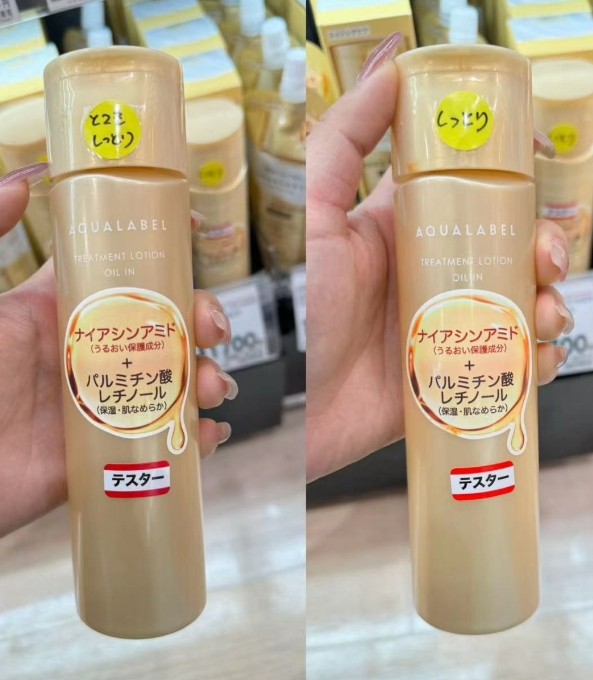 とても
しっとり
AQUALABEL
TREATMENT LOTION
OIL IN
ナイアシンアミド
(うるおい保護成分)
+
パルミチン酸
レチノール
(保湿・肌なめらか)
テスター
しっとり
AQUALABEL
TREATMENT LOTION
OIL IN
ナイアシンアミド
(うるおい保護成分)
+
パルミチン酸
レチノール
(保湿・肌なめらか)
テスター